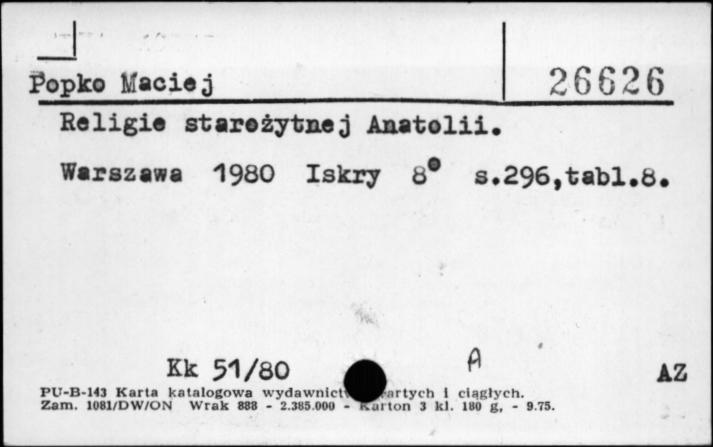 Popko Maciej 26626
Religie starożytnej Anatolii.
Warszawa 1980 Iskry 8° s.296,tabl.8.
Kk 51/80 A AZ
PU-B-143 Karta katalogowa wydawnict artych i ciągłych.
Zam. 1081/DW/ON Wrak 888 - 2.385.000 - Karton 3 kl. 180 g, - 9.75.